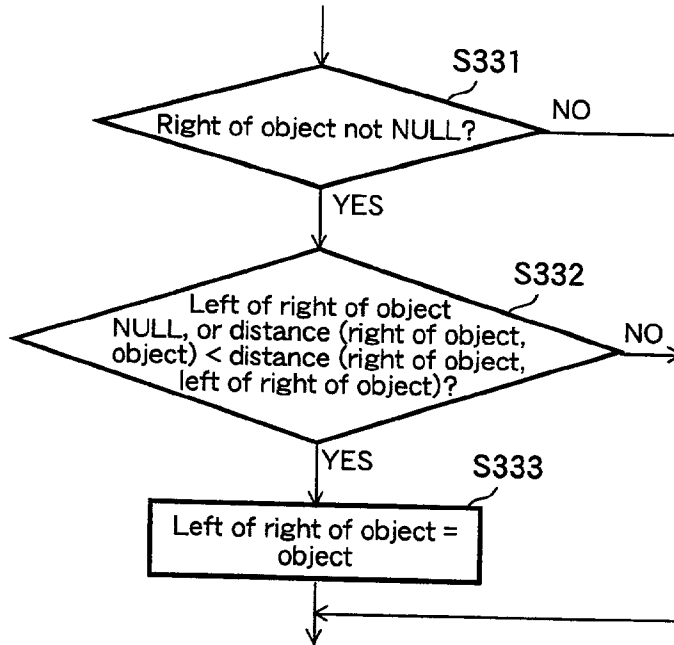 S331
Right of object not NULL?
NO
YES
S332
Left of right of object
NULL, or distance (right of object,
object) < distance (right of object,
left of right of object)?
NO
YES
S333
Left of right of object =
object